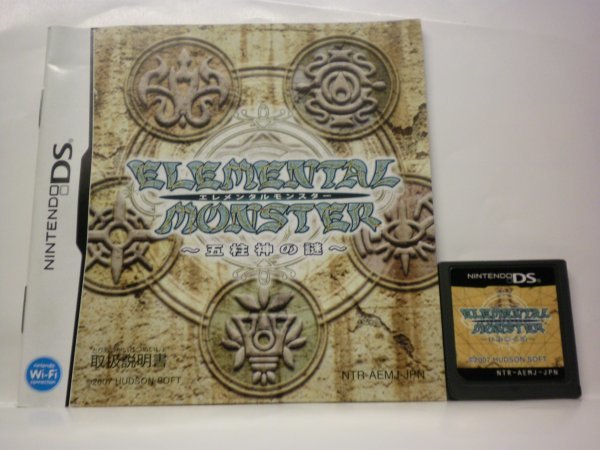 NINTENDO DS
ELEMENTAL
エレメンタルモンスター
MONSTER
～五柱神の謎～
取扱説明書
©2007 HUDSON SOFT
NTR-AEMJ-JPN
Nintendo
Wi-Fi
CONNECTION
NINTENDO DS
ELEMENTAL
MONSTER
©2007 HUDSON SOFT
NTR-AEMJ-JPN